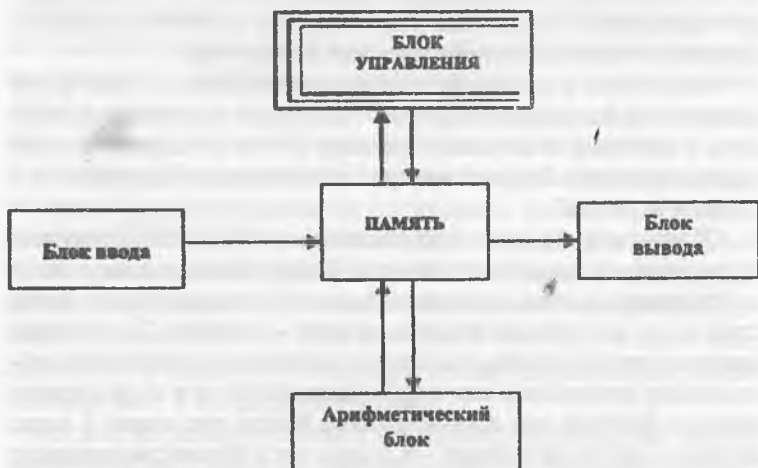 БЛОК
УПРАВЛЕНИЯ
Блок ввода
ПАМЯТЬ
Блок
вывода
Арифметический
блок